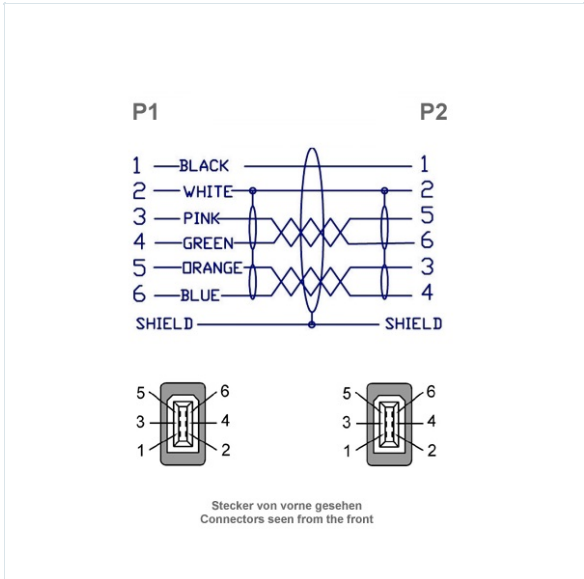 P1 P2
1 BLACK 1
2 WHITE 2
3 PINK 5
4 GREEN 6
5 ORANGE 3
6 BLUE 4
SHIELD SHIELD
5 6 5 6
3 4 3 4
1 2 1 2
Stecker von vorne gesehen
Connectors seen from the front